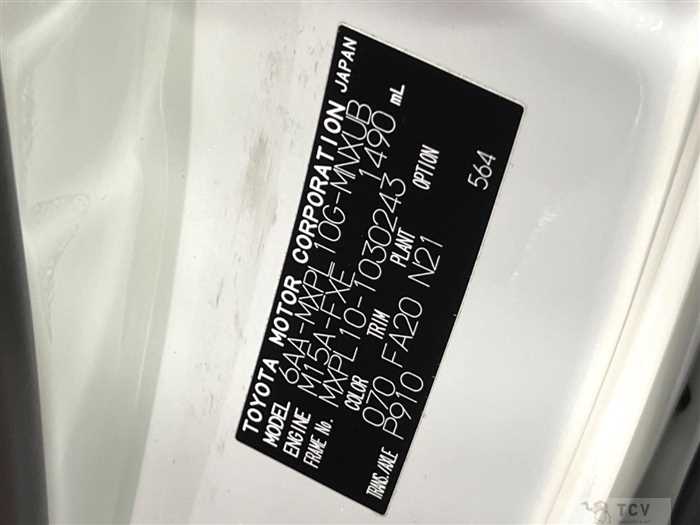 TOYOTA MOTOR CORPORATION JAPAN
MODEL 6AA-MXPL10G-MNXUB
ENGINE M15A-FXE 1490 mL
FRAME No. MXPL10-1030243
COLOR TRIM PLANT OPTION
070 FA20 N21 564
TRANS./AXLE P910
TCV